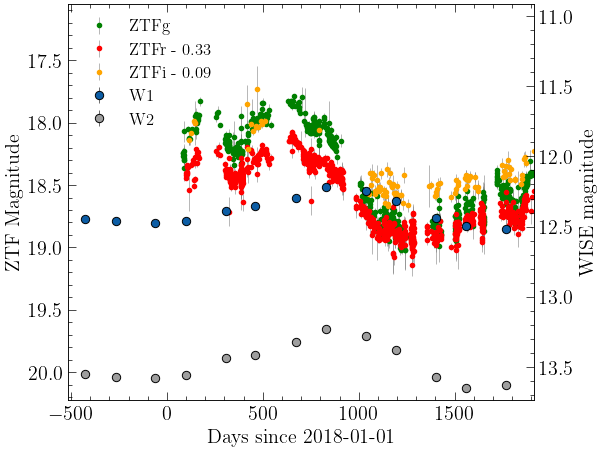 ZTFg
ZTFr - 0.33
ZTFi - 0.09
W1
W2
17.5
18.0
18.5
19.0
19.5
20.0
ZTF Magnitude
11.0
11.5
12.0
12.5
13.0
13.5
WISE magnitude
−500 0 500 1000 1500
Days since 2018-01-01